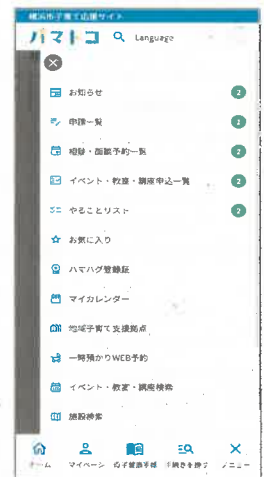 横浜市子育て応援サイト
パマトコ Language
お知らせ 2
申請一覧 2
相談・面談予約一覧 2
イベント・教室・講座申込一覧 2
やることリスト 2
お気に入り
ハマハグ登録証
マイカレンダー
地域子育て支援拠点
一時預かりWEB予約
イベント・教室・講座検索
施設検索
ホーム マイページ 母子健康手帳 手続きを探す メニュー